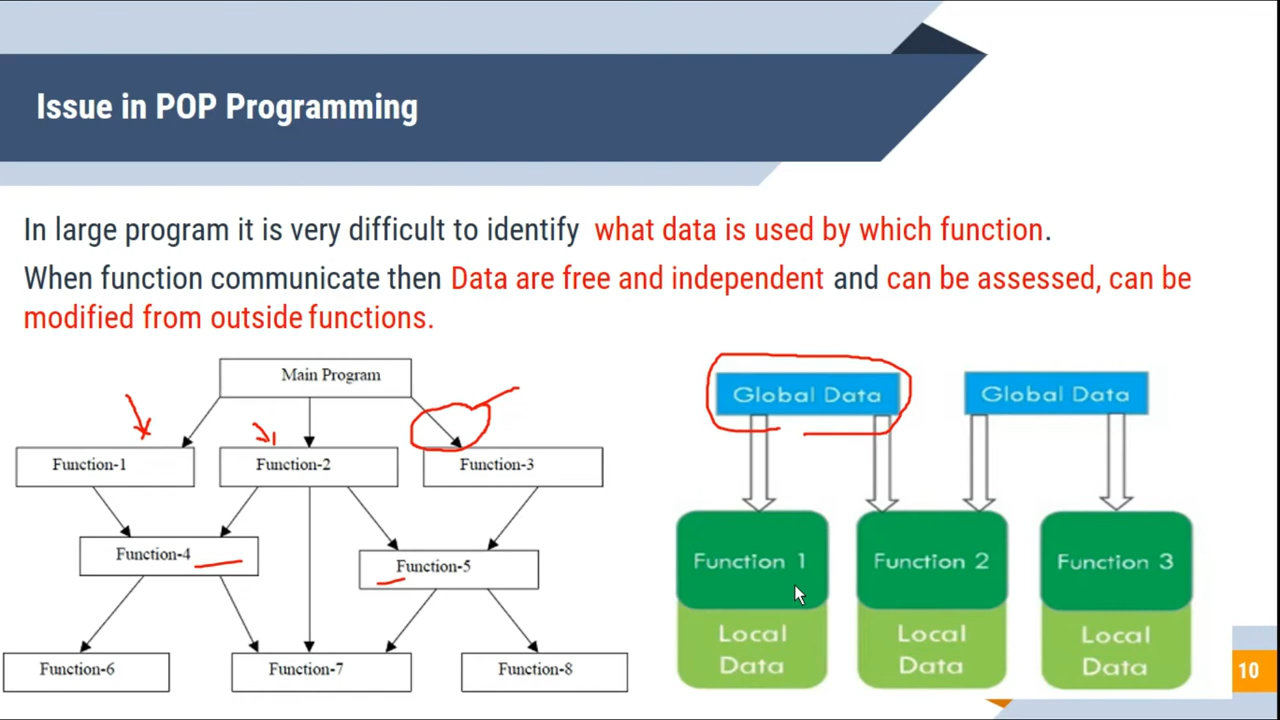 Issue in POP Programming
In large program it is very difficult to identify what data is used by which function.
When function communicate then Data are free and independent and can be assessed, can be
modified from outside functions.
Main Program
Function-1
Function-2
Function-3
Function-4
Function-5
Function-6
Function-7
Function-8
Global Data
Global Data
Function 1
Function 2
Function 3
Local
Data
Local
Data
Local
Data
10